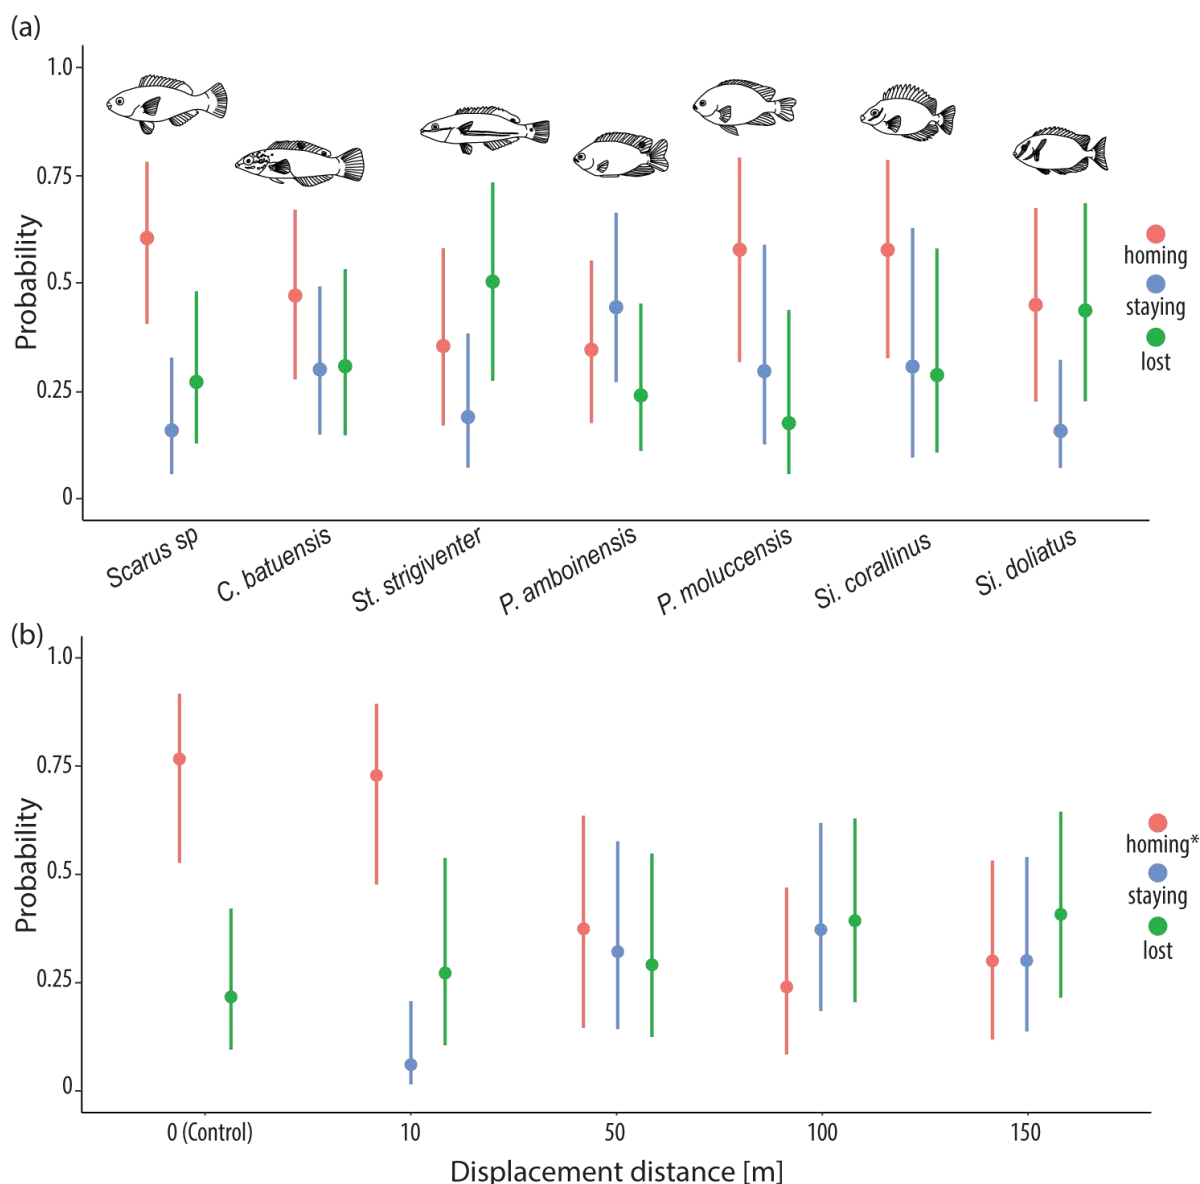 (a)
1.0
0.75
0.5
0.25
0
Probability
homing
staying
lost
Scarus sp
C. batuensis
St. strigiventer
P. amboinensis
P. moluccensis
Si. corallinus
Si. doliatus
(b)
1.0
0.75
0.5
0.25
0
Probability
homing*
staying
lost
0 (Control)
10
50
100
150
Displacement distance [m]